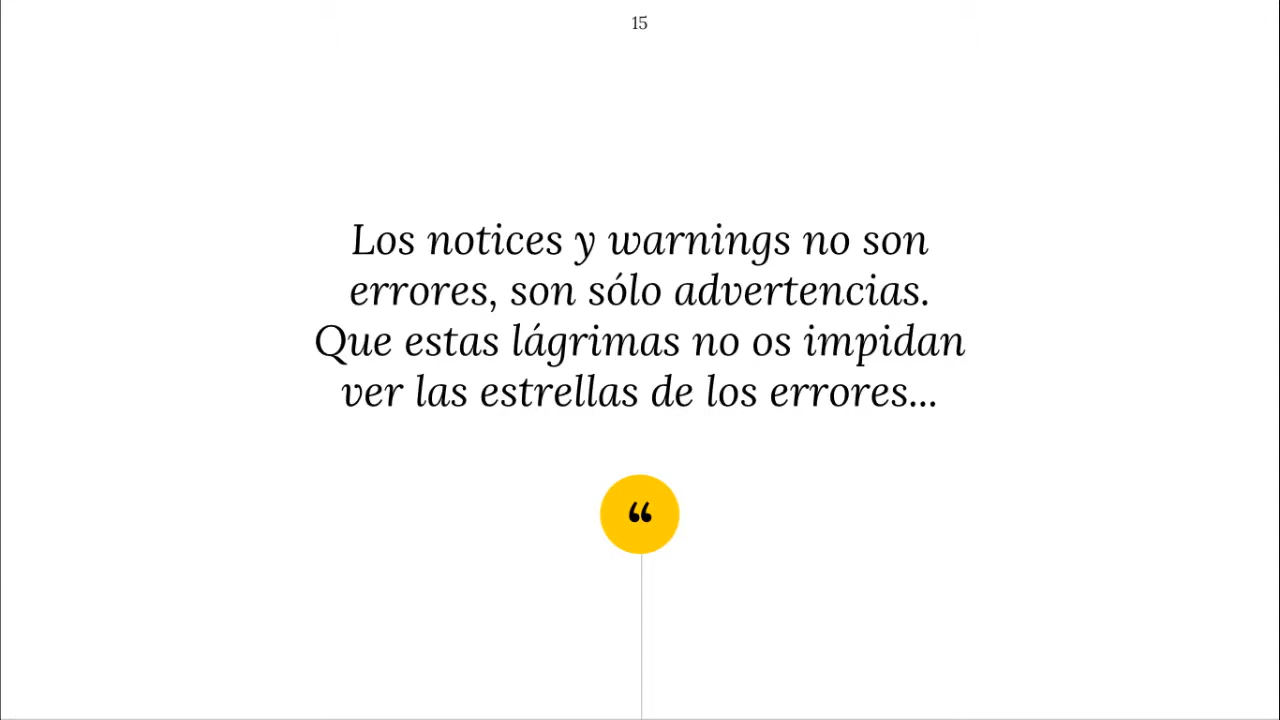 15
Los notices y warnings no son
errores, son sólo advertencias.
Que estas lágrimas no os impidan
ver las estrellas de los errores...
“